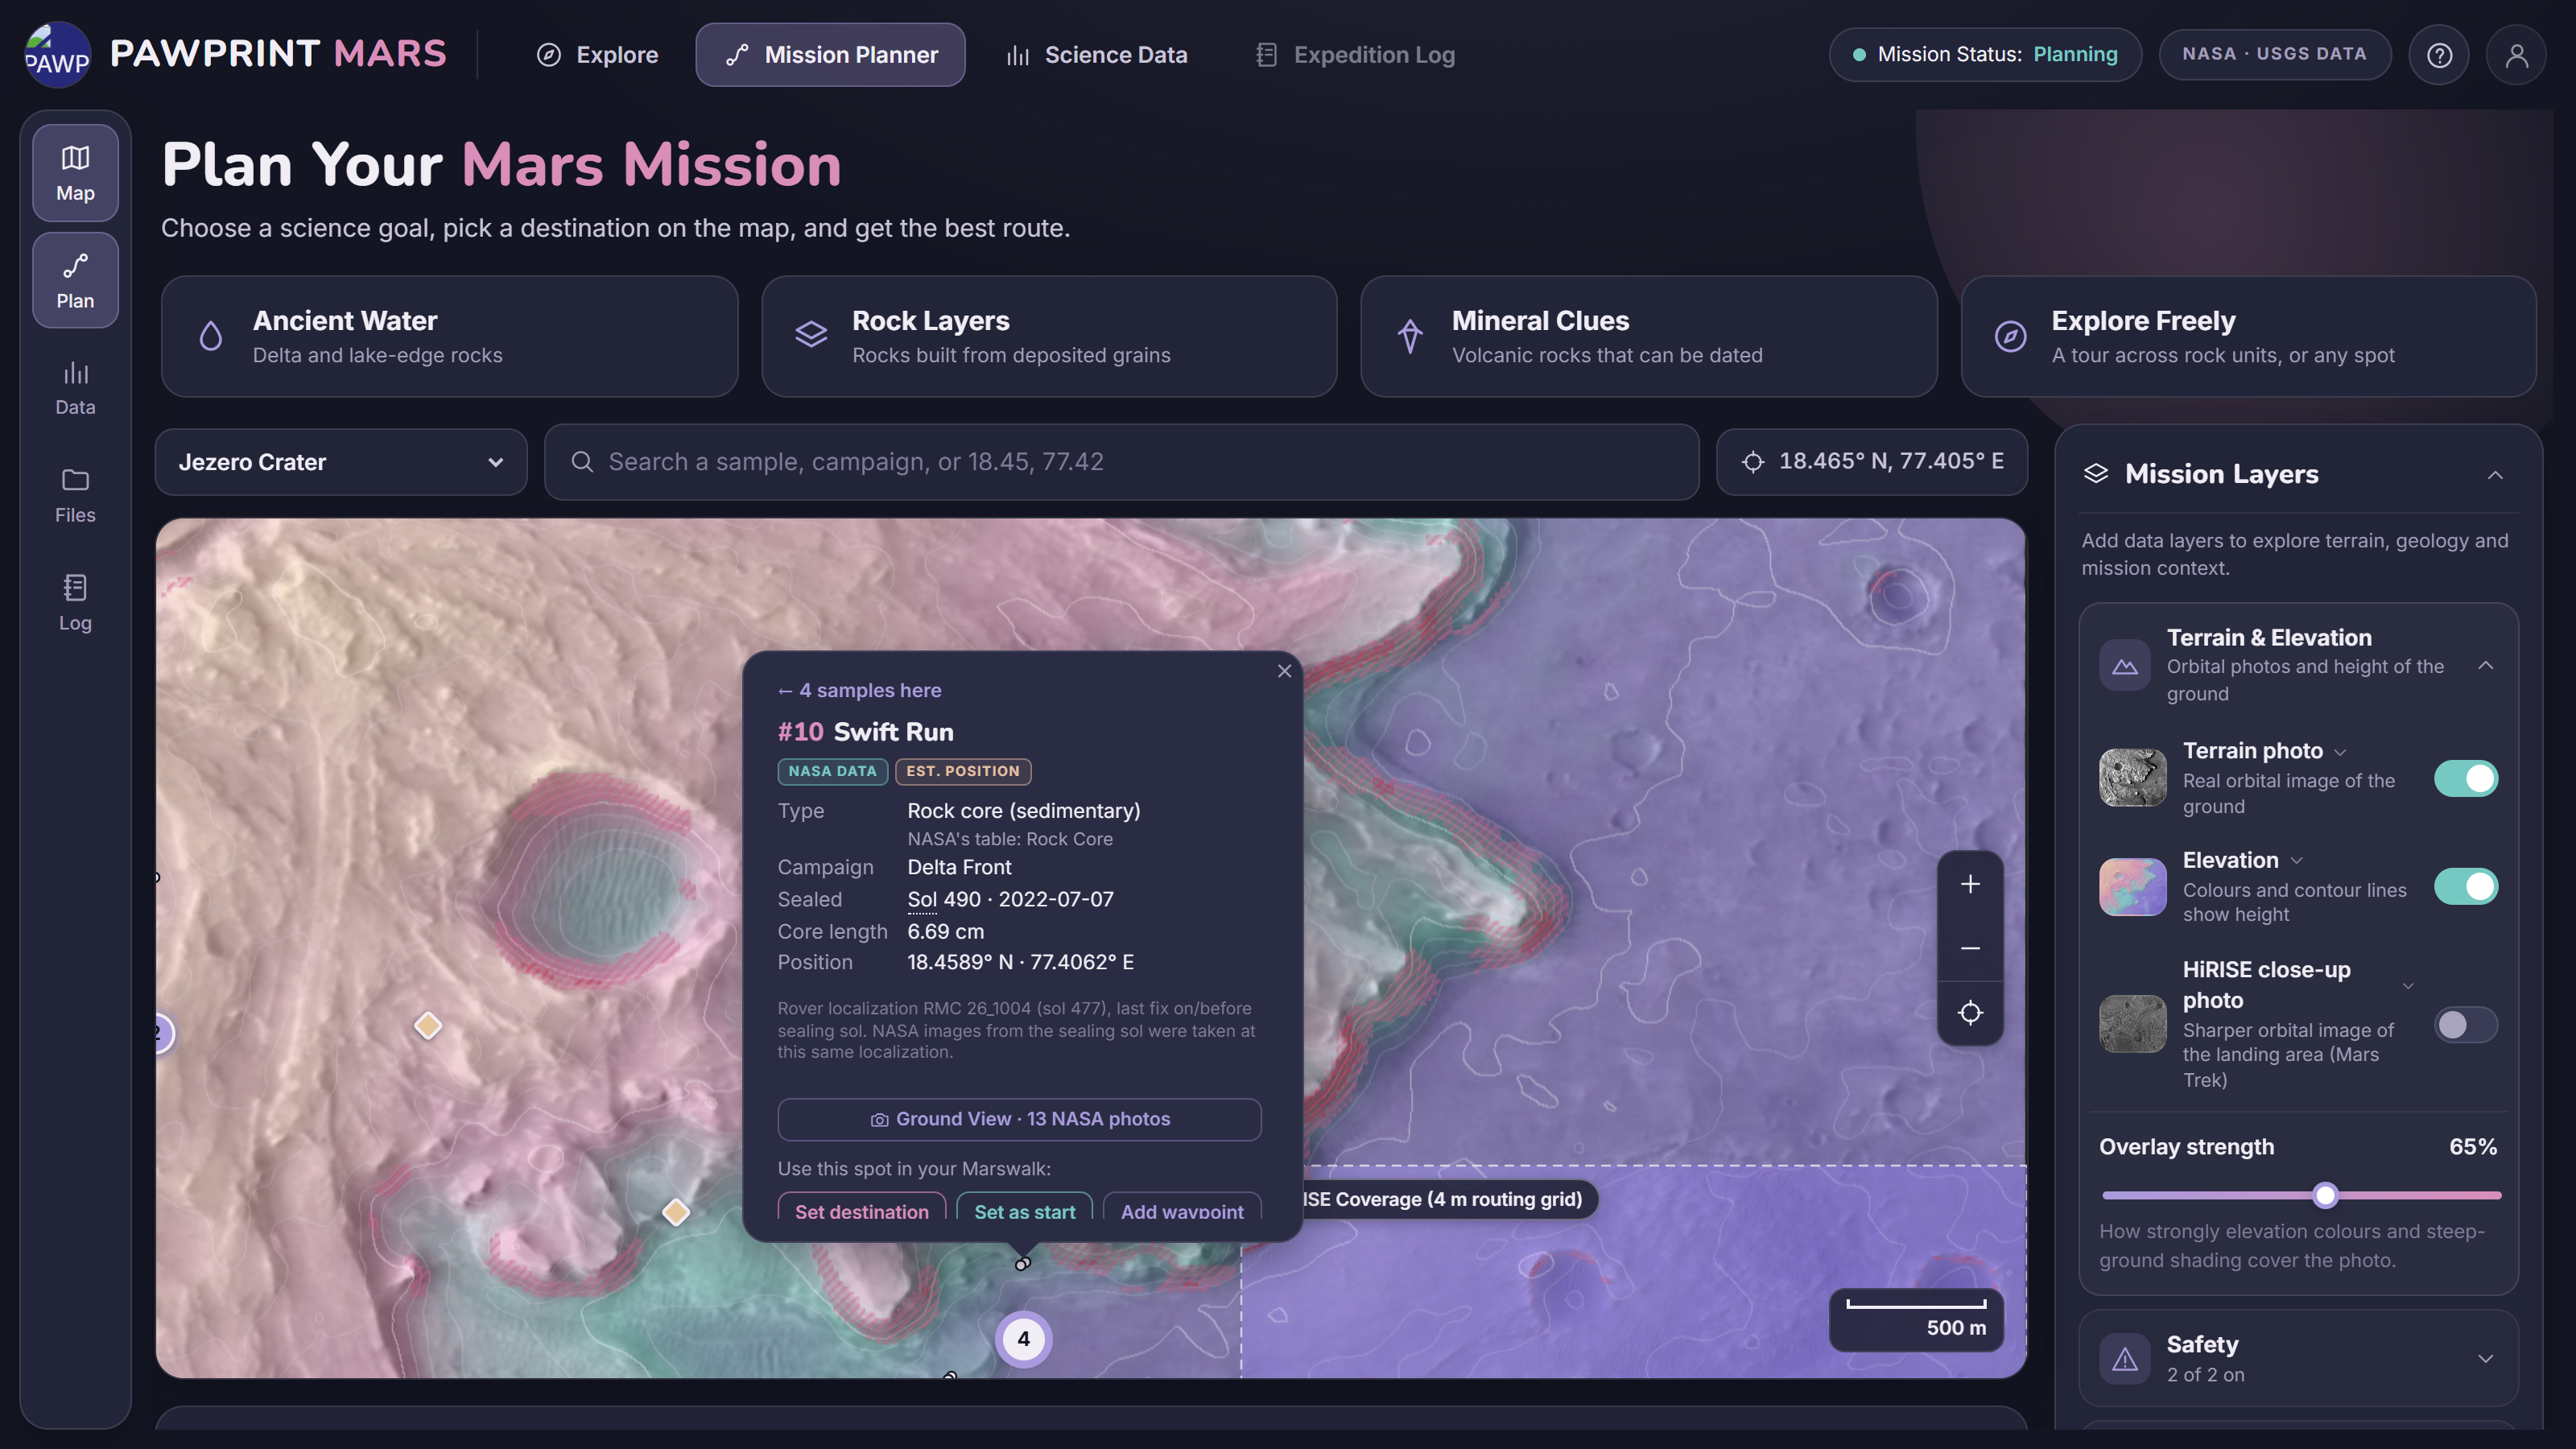 PAWP
PAWPRINT MARS
Explore
Mission Planner
Science Data
Expedition Log
Mission Status: Planning
NASA · USGS DATA
Map
Plan
Data
Files
Log
Plan Your Mars Mission
Choose a science goal, pick a destination on the map, and get the best route.
Ancient Water
Delta and lake-edge rocks
Rock Layers
Rocks built from deposited grains
Mineral Clues
Volcanic rocks that can be dated
Explore Freely
A tour across rock units, or any spot
Jezero Crater
Search a sample, campaign, or 18.45, 77.42
18.465° N, 77.405° E
← 4 samples here
#10 Swift Run
NASA DATA
EST. POSITION
Type Rock core (sedimentary)
NASA's table: Rock Core
Campaign Delta Front
Sealed Sol 490 · 2022-07-07
Core length 6.69 cm
Position 18.4589° N · 77.4062° E
Rover localization RMC 26_1004 (sol 477), last fix on/before
sealing sol. NASA images from the sealing sol were taken at
this same localization.
Ground View · 13 NASA photos
Use this spot in your Marswalk:
Set destination
Set as start
Add waypoint
ISE Coverage (4 m routing grid)
2
4
500 m
Mission Layers
Add data layers to explore terrain, geology and
mission context.
Terrain & Elevation
Orbital photos and height of the
ground
Terrain photo
Real orbital image of the
ground
Elevation
Colours and contour lines
show height
HiRISE close-up
photo
Sharper orbital image of
the landing area (Mars
Trek)
Overlay strength 65%
How strongly elevation colours and steep-
ground shading cover the photo.
Safety
2 of 2 on